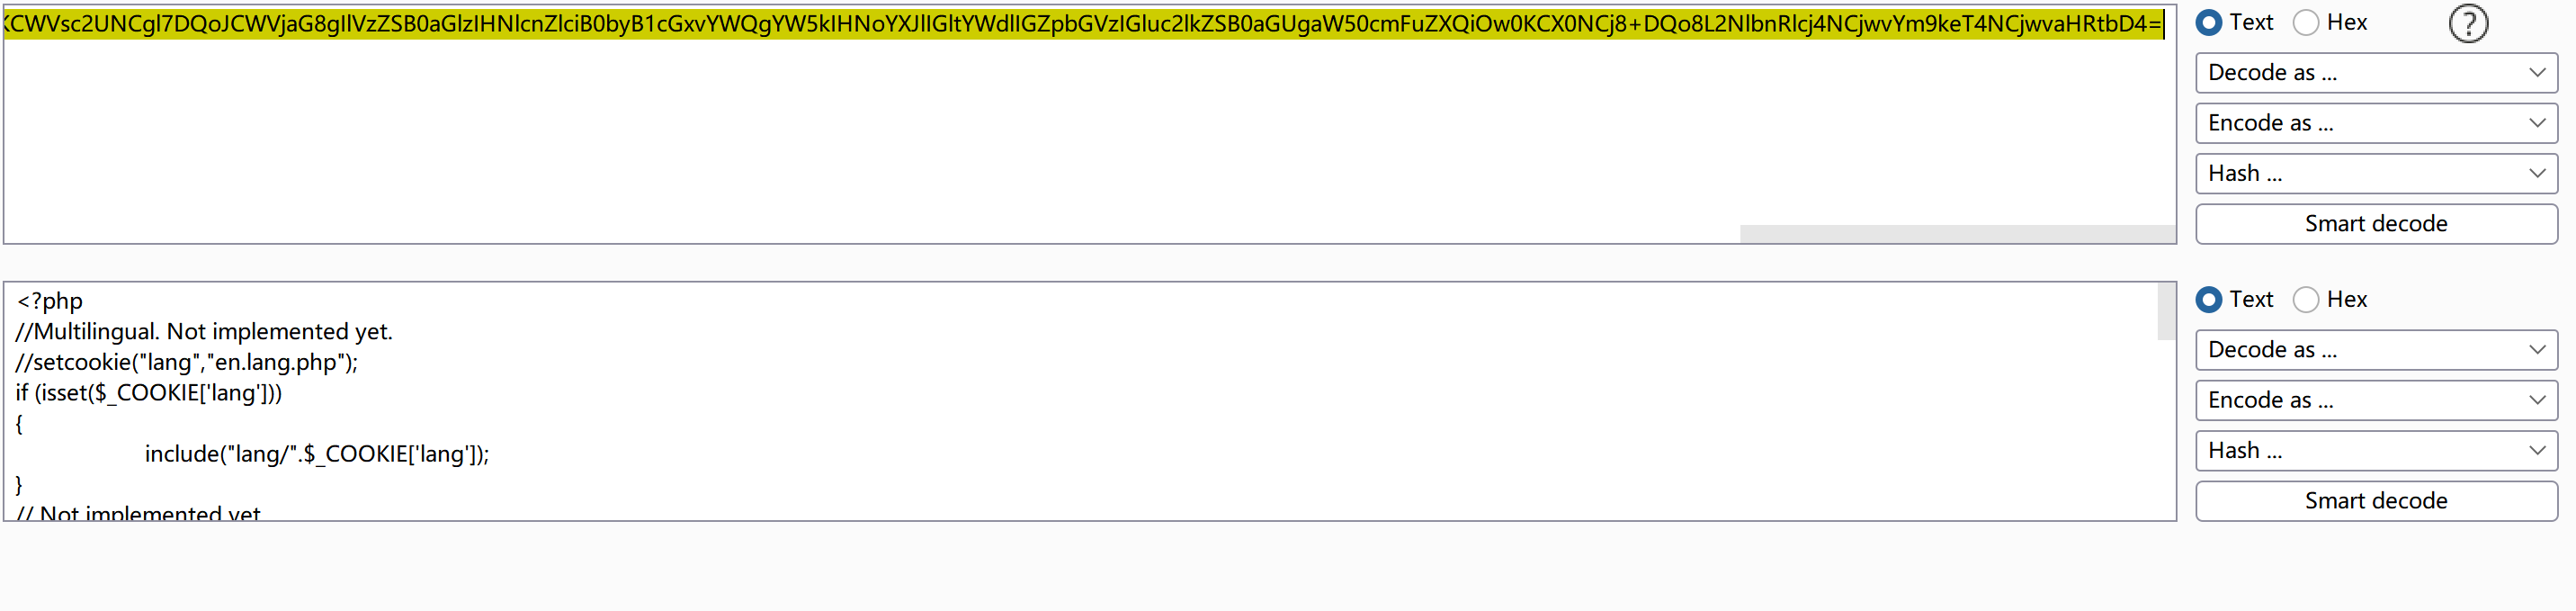 KCWVsc2UNCgl7DQoJCWVjaG8gIlVzZSB0aGlzIHNlcnZlciB0byB1cGxvYWQgYW5kIHNoYXJlIGltYWdlIGZpbGVzIGluc2lkZSB0aGUgaW50cmFuZXQiOw0KCX0NCj8+DQo8L2NlbnRlcj4NCjwvYm9keT4NCjwvaHRtbD4=
Text Hex ?
Decode as ...
Encode as ...
Hash ...
Smart decode
<?php
//Multilingual. Not implemented yet.
//setcookie("lang","en.lang.php");
if (isset($_COOKIE['lang']))
{
include("lang/".$_COOKIE['lang']);
}
// Not implemented yet
Text Hex
Decode as ...
Encode as ...
Hash ...
Smart decode